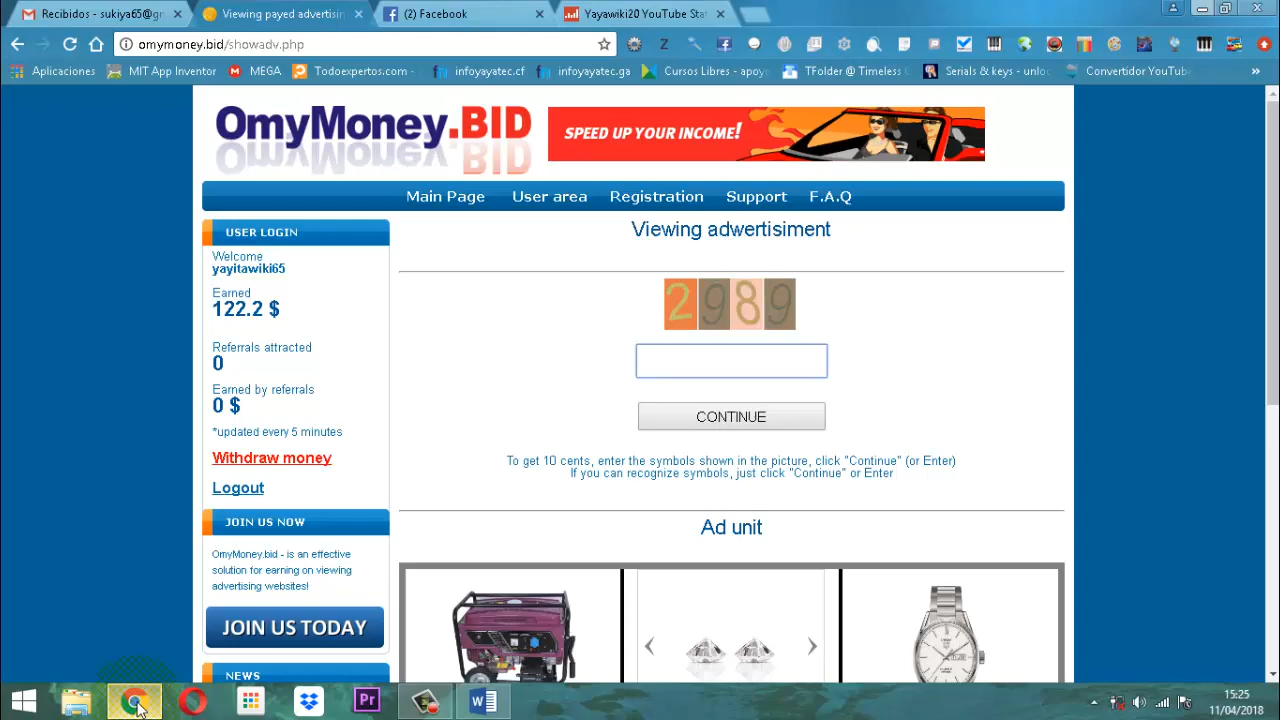 Recibidos - sukiya65@gm
Viewing payed advertising
(2) Facebook
Yayawiki20 YouTube Stat
omymoney.bid/showadv.php
Aplicaciones
MIT App Inventor
MEGA
Todoexpertos.com -
infoyayatec.cf
infoyayatec.ga
Cursos Libres - apoyo
TFolder @ Timeless
Serials & keys - unloc
Convertidor YouTube
»
OmyMoney.BID
SPEED UP YOUR INCOME!
Main Page
User area
Registration
Support
F.A.Q
USER LOGIN
Welcome
yayitawiki65
Earned
122.2 $
Referrals attracted
0
Earned by referrals
0 $
*updated every 5 minutes
Withdraw money
Logout
JOIN US NOW
OmyMoney.bid - is an effective
solution for earning on viewing
advertising websites!
JOIN US TODAY
NEWS
Viewing adwertisiment
2989
CONTINUE
To get 10 cents, enter the symbols shown in the picture, click "Continue" (or Enter)
If you can recognize symbols, just click "Continue" or Enter
Ad unit
Pr
15:25
11/04/2018